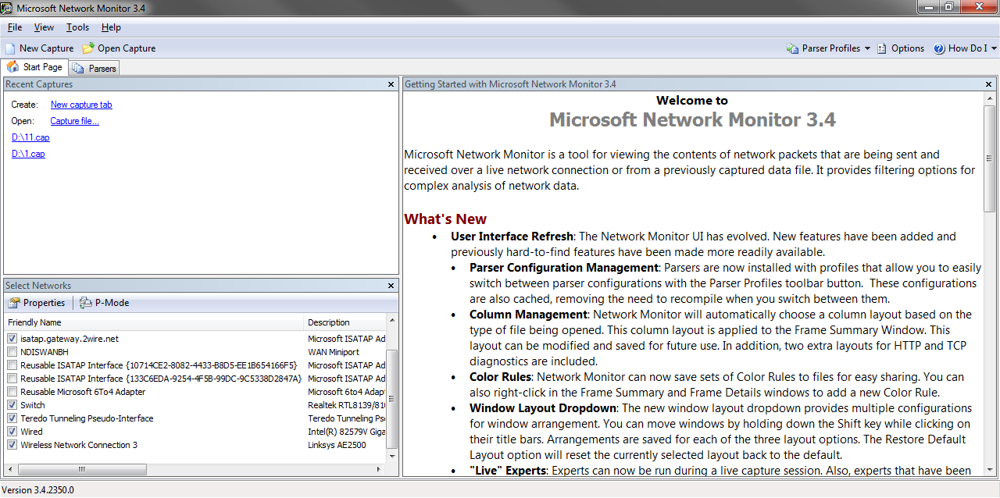 Microsoft Network Monitor 3.4
File View Tools Help
New Capture Open Capture Parser Profiles Options How Do I
Start Page Parsers
Recent Captures
Create: New capture tab
Open: Capture file...
D:\11.cap
D:\1.cap
Select Networks
Properties P-Mode
Friendly Name Description
isatap.gateway.2wire.net Microsoft ISATAP Ad
NDISWANBH WAN Miniport
Reusable ISATAP Interface {10714CE2-8082-4433-B8D5-EE1B654166F5} Microsoft ISATAP Ad
Reusable ISATAP Interface {133C6EDA-9254-4F5B-99DC-9C5338D2847A} Microsoft ISATAP Ad
Reusable Microsoft 6To4 Adapter Microsoft 6to4 Adap
Switch Realtek RTL8139/81
Teredo Tunneling Pseudo-Interface Teredo Tunneling Ps
Wired Intel(R) 82579V Giga
Wireless Network Connection 3 Linksys AE2500
Getting Started with Microsoft Network Monitor 3.4
Welcome to
Microsoft Network Monitor 3.4
Microsoft Network Monitor is a tool for viewing the contents of network packets that are being sent and
received over a live network connection or from a previously captured data file. It provides filtering options for
complex analysis of network data.
What's New
• User Interface Refresh: The Network Monitor UI has evolved. New features have been added and
previously hard-to-find features have been made more readily available.
• Parser Configuration Management: Parsers are now installed with profiles that allow you to easily
switch between parser configurations with the Parser Profiles toolbar button. These configurations
are also cached, removing the need to recompile when you switch between them.
• Column Management: Network Monitor will automatically choose a column layout based on the
type of file being opened. This column layout is applied to the Frame Summary Window. This
layout can be modified and saved for future use. In addition, two extra layouts for HTTP and TCP
diagnostics are included.
• Color Rules: Network Monitor can now save sets of Color Rules to files for easy sharing. You can
also right-click in the Frame Summary and Frame Details windows to add a new Color Rule.
• Window Layout Dropdown: The new window layout dropdown provides multiple configurations
for window arrangement. You can move windows by holding down the Shift key while clicking on
their title bars. Arrangements are saved for each of the three layout options. The Restore Default
Layout option will reset the currently selected layout back to the default.
• "Live" Experts: Experts can now be run during a live capture session. Also, experts that have been
Version 3.4.2350.0